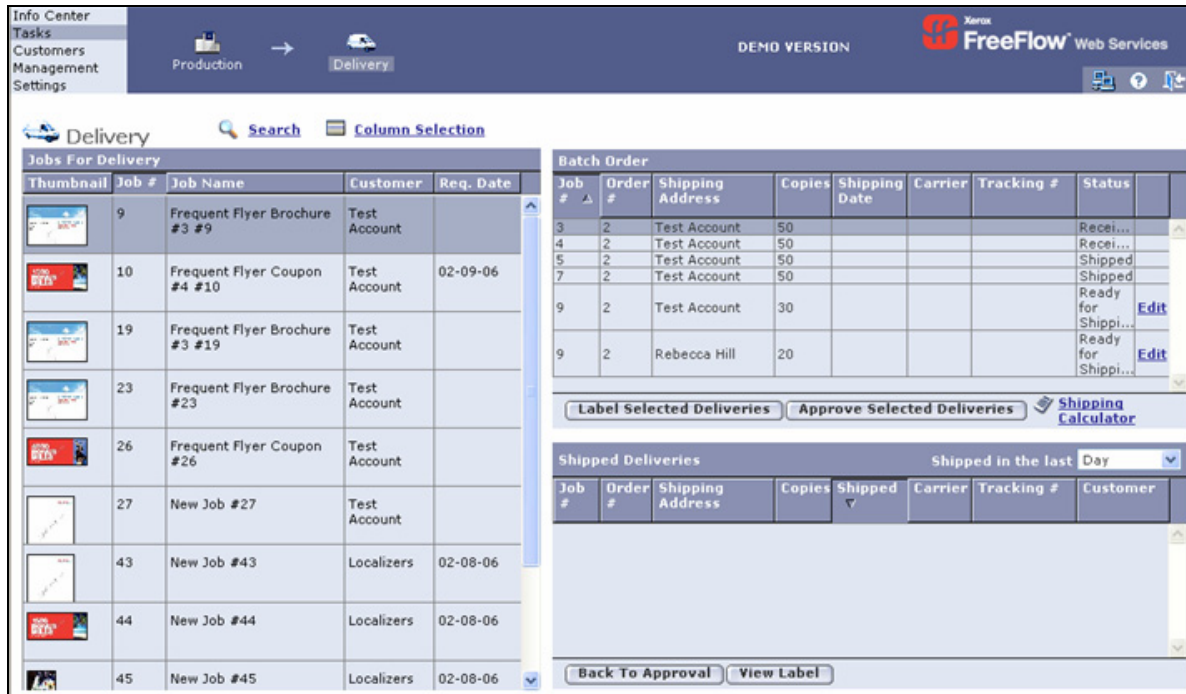 Info Center
Tasks
Customers
Management
Settings
Production
Delivery
DEMO VERSION
Xerox
FreeFlow Web Services
Delivery
Search
Column Selection
Jobs For Delivery
Thumbnail Job # Job Name Customer Req. Date
9 Frequent Flyer Brochure Test
#3 #9 Account
10 Frequent Flyer Coupon Test 02-09-06
#4 #10 Account
19 Frequent Flyer Brochure Test
#3 #19 Account
23 Frequent Flyer Brochure Test
#23 Account
26 Frequent Flyer Coupon Test
#26 Account
27 New Job #27 Test
Account
43 New Job #43 Localizers 02-08-06
44 New Job #44 Localizers 02-08-06
45 New Job #45 Localizers 02-08-06
Batch Order
Job Order Shipping Copies Shipping Carrier Tracking # Status
# # Address Date
3 2 Test Account 50 Recei...
4 2 Test Account 50 Recei...
5 2 Test Account 50 Shipped
7 2 Test Account 50 Shipped
Ready
9 2 Test Account 30 for Edit
Shippi...
Ready
9 2 Rebecca Hill 20 for Edit
Shippi...
Label Selected Deliveries Approve Selected Deliveries Shipping
Calculator
Shipped Deliveries Shipped in the last Day
Job Order Shipping Copies Shipped Carrier Tracking # Customer
# # Address
Back To Approval View Label